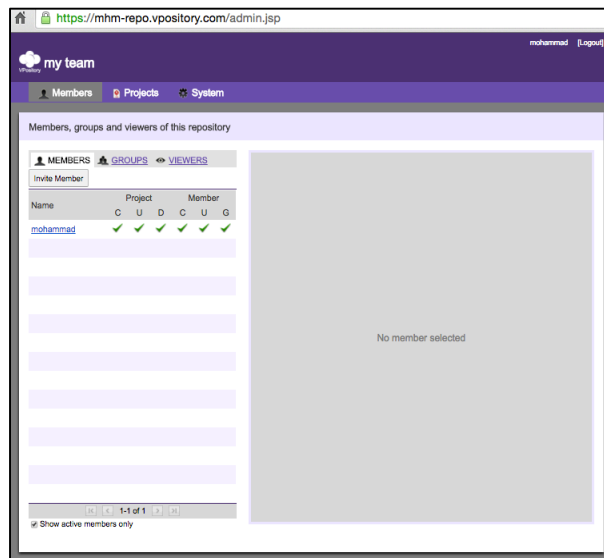 https://mhm-repo.vpository.com/admin.jsp
mohammad [Logout]
VPository my team
Members Projects System
Members, groups and viewers of this repository
MEMBERS GROUPS VIEWERS
Invite Member
Name Project Member
C U D C U G
mohammad
No member selected
1-1 of 1
Show active members only